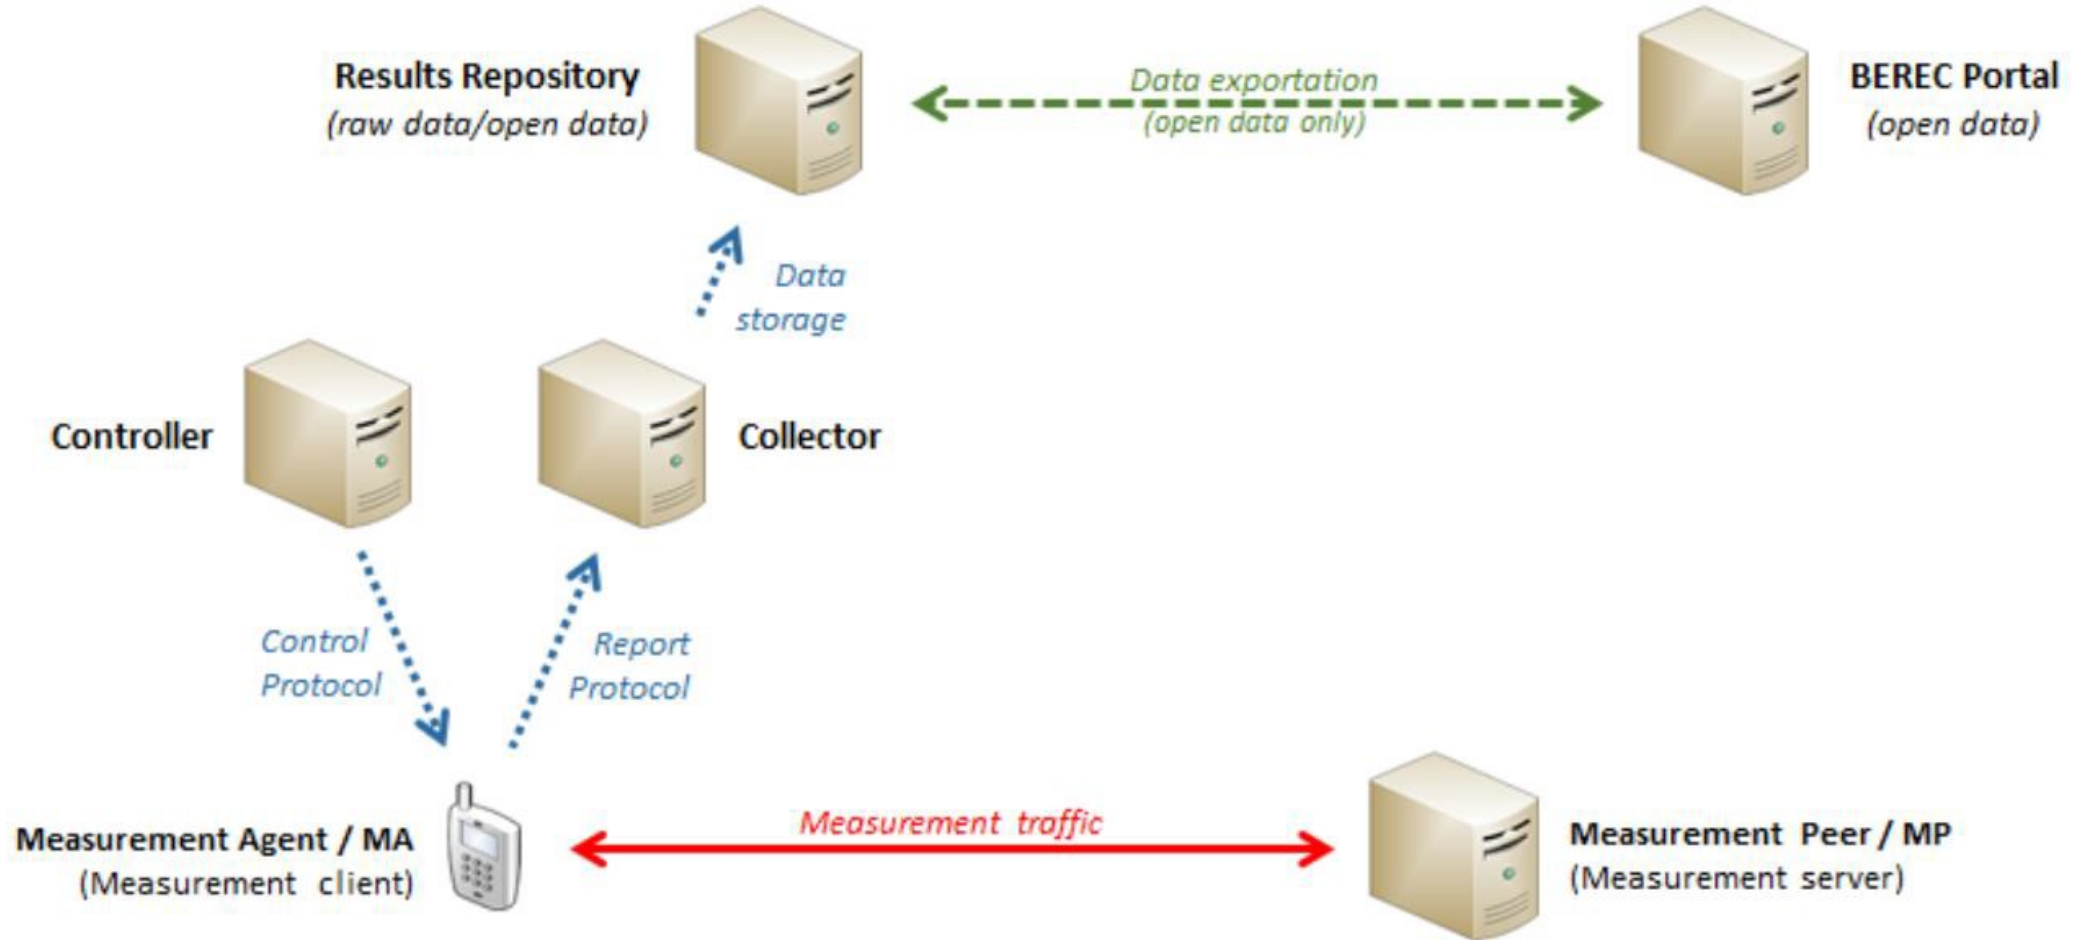 Results Repository
(raw data/open data)
Data exportation
(open data only)
BEREC Portal
(open data)
Data
storage
Controller
Collector
Control
Protocol
Report
Protocol
Measurement Agent / MA
(Measurement client)
Measurement traffic
Measurement Peer / MP
(Measurement server)